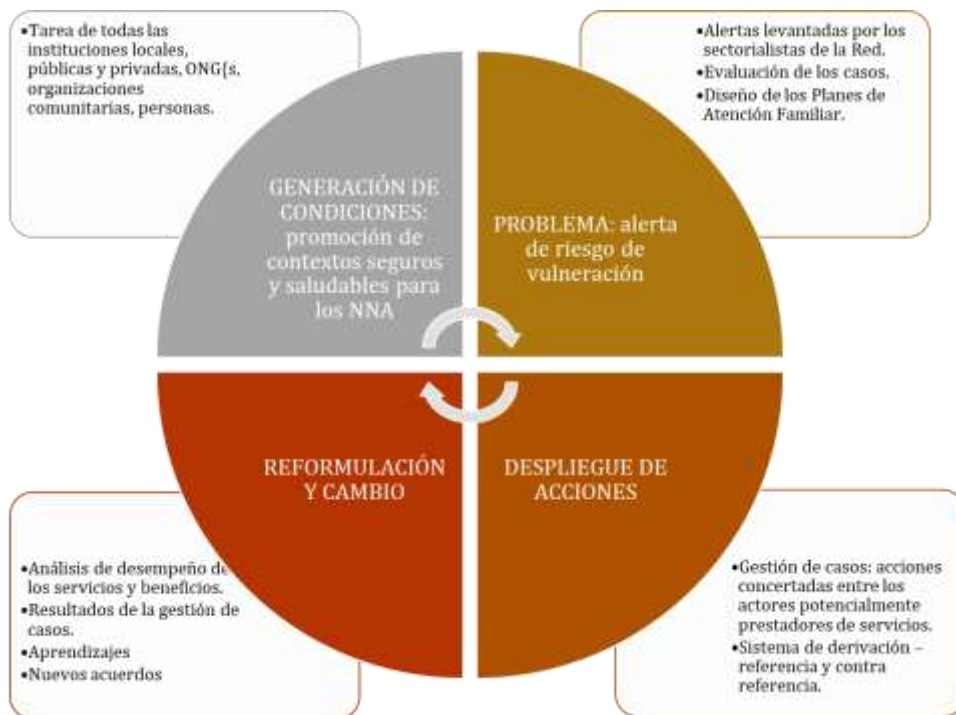 •Tarea de todas las
instituciones locales,
públicas y privadas, ONG{s,
organizaciones
comunitarias, personas.
•Alertas levantadas por los
sectorialistas de la Red.
•Evaluación de los casos.
•Diseño de los Planes de
Atención Familiar.
GENERACIÓN DE
CONDICIONES:
promoción de
contextos seguros
y saludables para
los NNA
PROBLEMA: alerta
de riesgo de
vulneración
REFORMULACIÓN
Y CAMBIO
DESPLIEGUE DE
ACCIONES
•Análisis de desempeño de
los servicios y beneficios.
•Resultados de la gestión de
casos.
•Aprendizajes
•Nuevos acuerdos
•Gestión de casos: acciones
concertadas entre los
actores potencialmente
prestadores de servicios.
•Sistema de derivación –
referencia y contra
referencia.